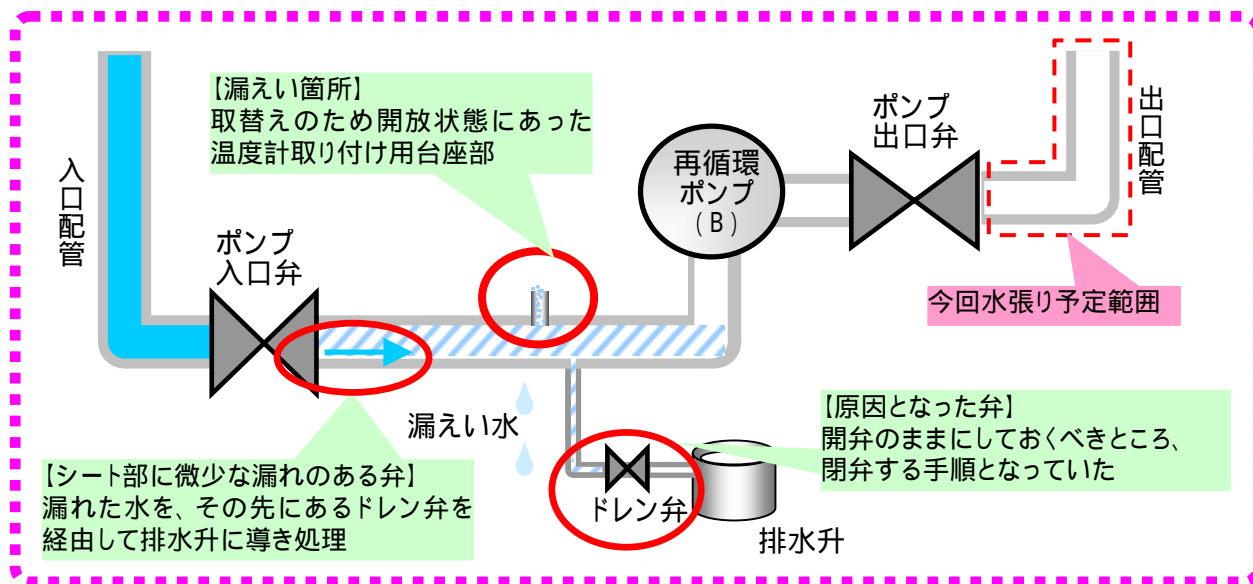 【漏えい箇所】
取替えのため開放状態にあった
温度計取り付け用台座部
入口配管
ポンプ
入口弁
再循環
ポンプ
(B)
ポンプ
出口弁
出口配管
今回水張り予定範囲
漏えい水
【シート部に微少な漏れのある弁】
漏れた水を、その先にあるドレン弁を
経由して排水升に導き処理
ドレン弁
排水升
【原因となった弁】
開弁のままにしておくべきところ、
閉弁する手順となっていた